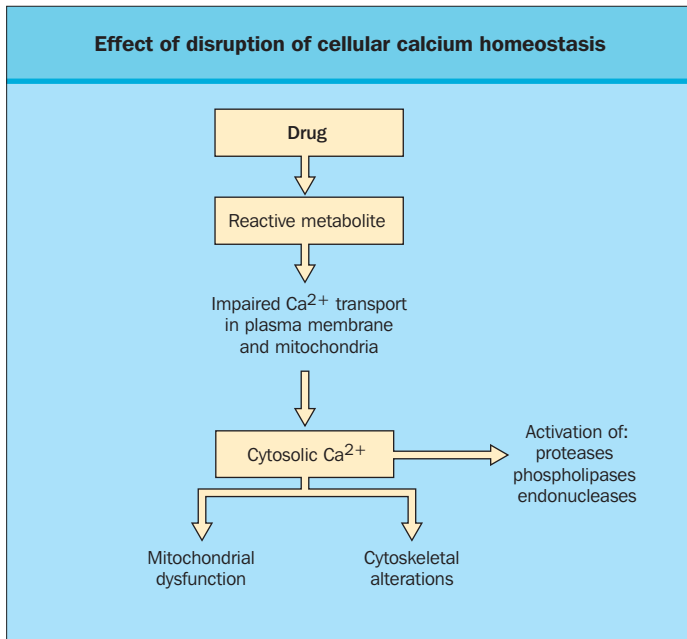 Effect of disruption of cellular calcium homeostasis
Drug
Reactive metabolite
Impaired Ca²⁺ transport
in plasma membrane
and mitochondria
Cytosolic Ca²⁺
Activation of:
proteases
phospholipases
endonucleases
Mitochondrial
dysfunction
Cytoskeletal
alterations